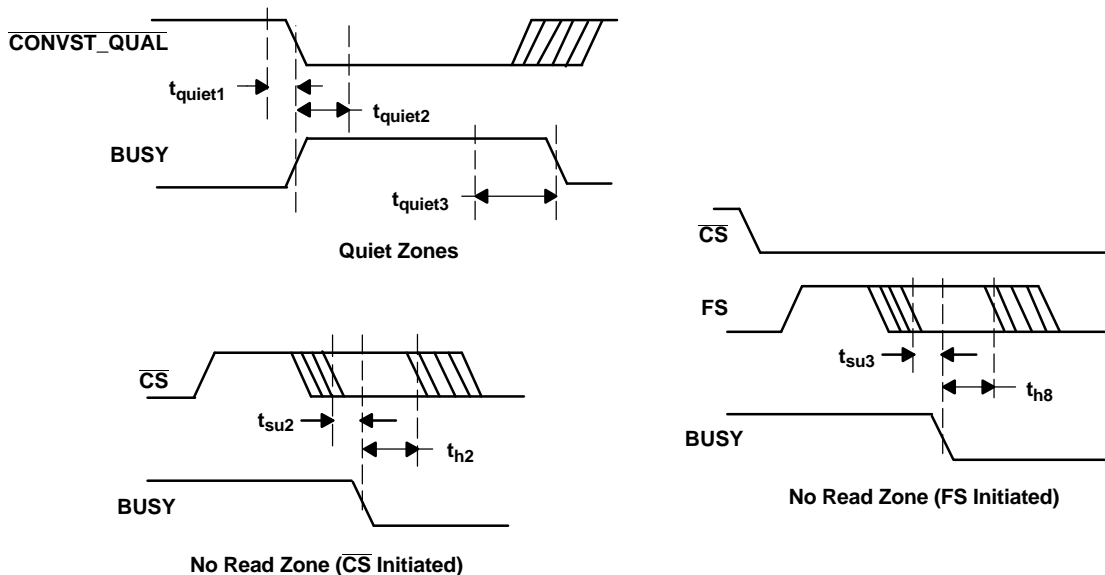 CONVST_QUAL
tquiet1
tquiet2
BUSY
tquiet3
Quiet Zones
CS
tsu2
th2
BUSY
No Read Zone (CS Initiated)
CS
FS
tsu3
th8
BUSY
No Read Zone (FS Initiated)